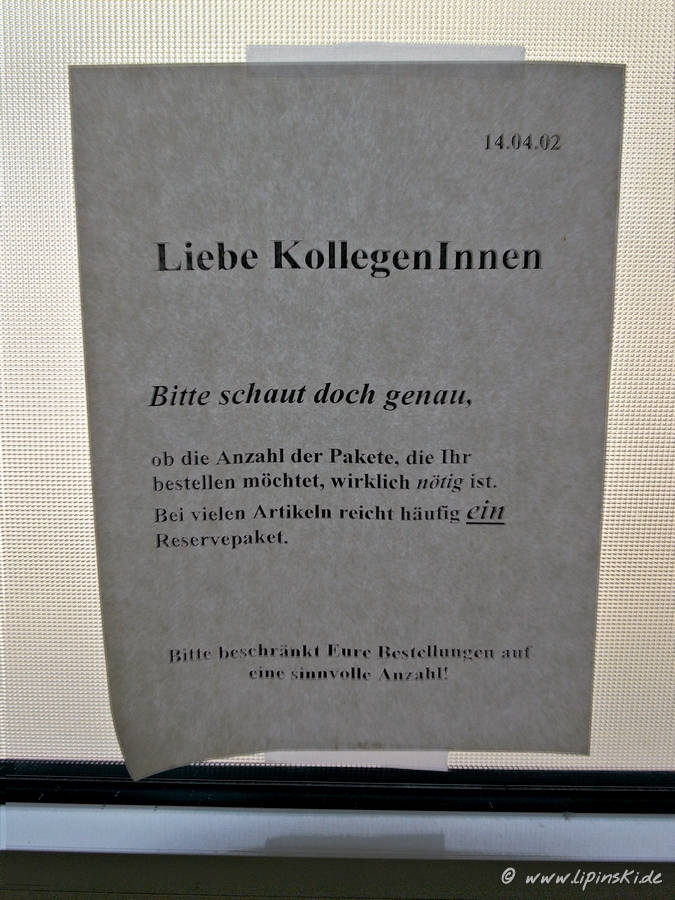 14.04.02
Liebe KollegenInnen
Bitte schaut doch genau,
ob die Anzahl der Pakete, die Ihr
bestellen möchtet, wirklich nötig ist.
Bei vielen Artikeln reicht häufig ein
Reservepaket.
Bitte beschränkt Eure Bestellungen auf
eine sinnvolle Anzahl!
© www.lipinski.de